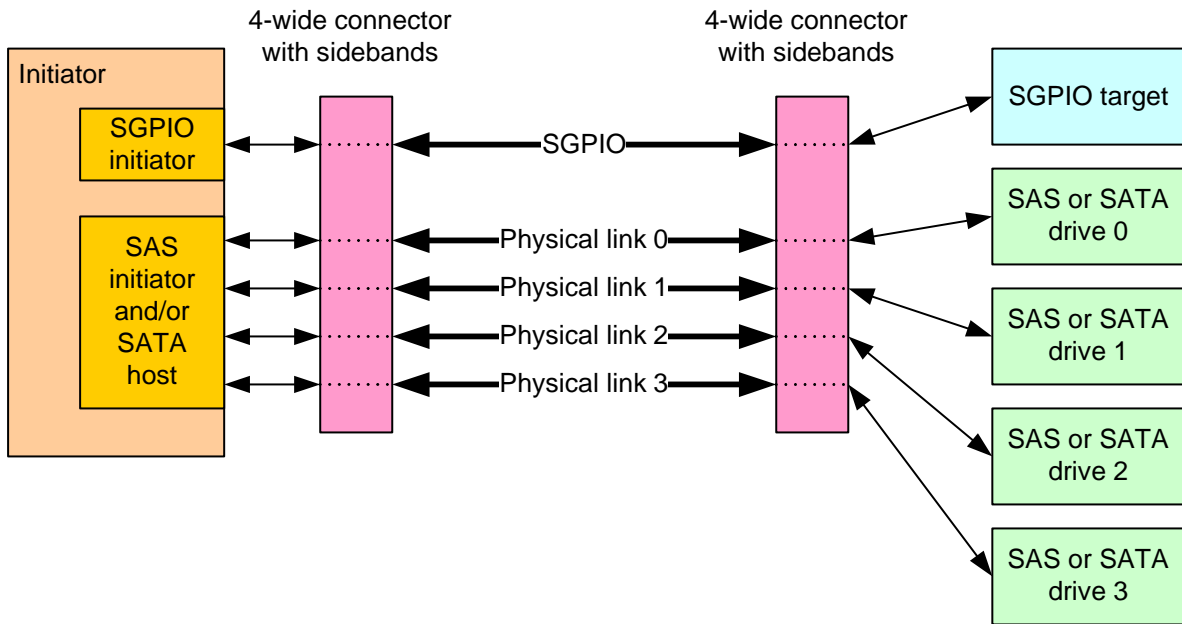 4-wide connector
with sidebands
4-wide connector
with sidebands
Initiator
SGPIO
initiator
SGPIO
SGPIO target
SAS
initiator
and/or
SATA
host
Physical link 0
Physical link 1
Physical link 2
Physical link 3
SAS or SATA
drive 0
SAS or SATA
drive 1
SAS or SATA
drive 2
SAS or SATA
drive 3